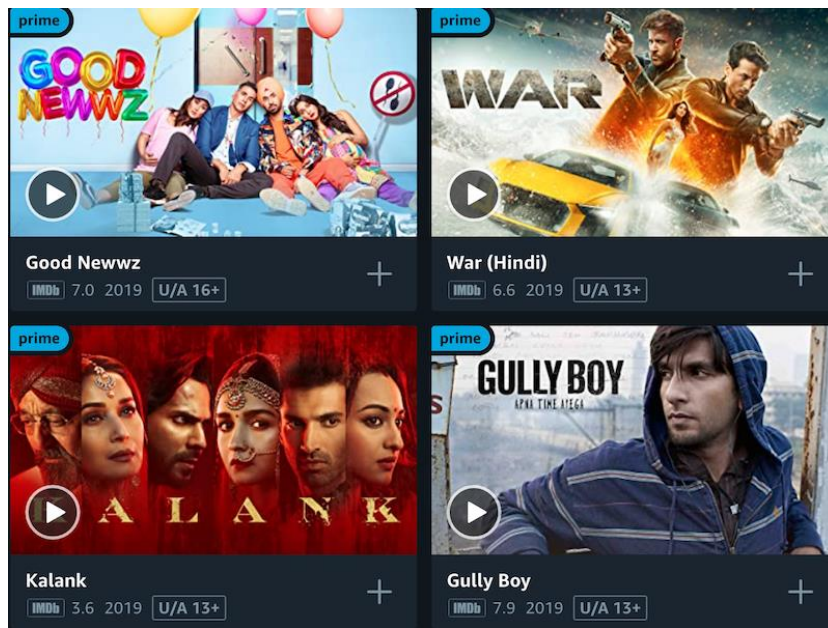 prime
GOOD
NEWWZ
Good Newwz
IMDb 7.0 2019 U/A 16+
prime
WAR
War (Hindi)
IMDb 6.6 2019 U/A 13+
prime
KALANK
Kalank
IMDb 3.6 2019 U/A 13+
prime
S
GULLY BOY
APNA TIME AYEGA
Gully Boy
IMDb 7.9 2019 U/A 13+